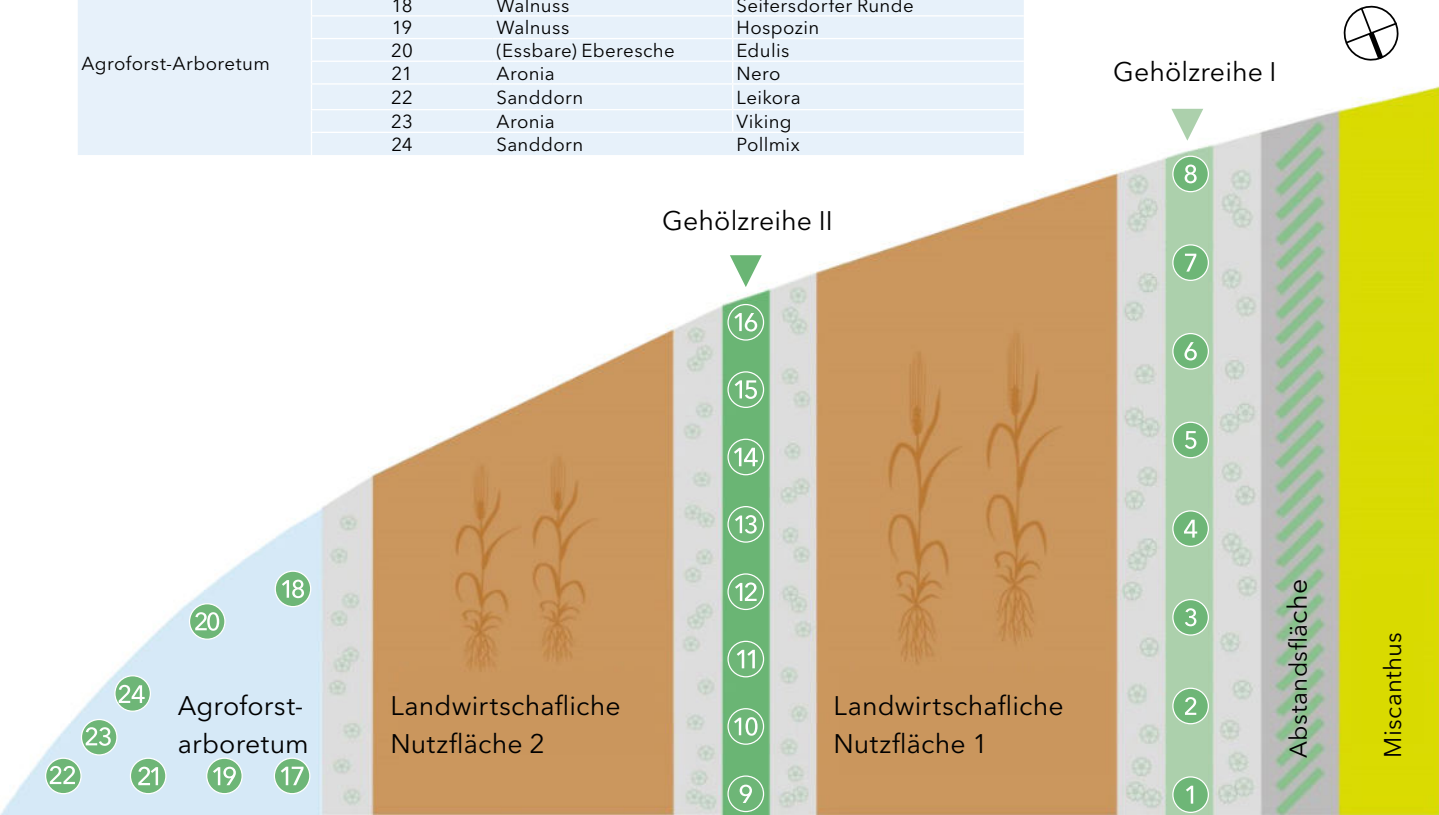 18 Walnuss Seifersdorfer Runde
19 Walnuss Hospozin
Agroforst-Arboretum 20 (Essbare) Eberesche Edulis
21 Aronia Nero
22 Sanddorn Leikora
23 Aronia Viking
24 Sanddorn Pollmix
Gehölzreihe I
Gehölzreihe II
8
7
6
5
4
3
2
1
16
15
14
13
12
11
10
9
18
20
24
23
22
21
19
17
Agroforst-
arboretum
Landwirtschafliche
Nutzfläche 2
Landwirtschafliche
Nutzfläche 1
Abstandsfläche
Miscanthus